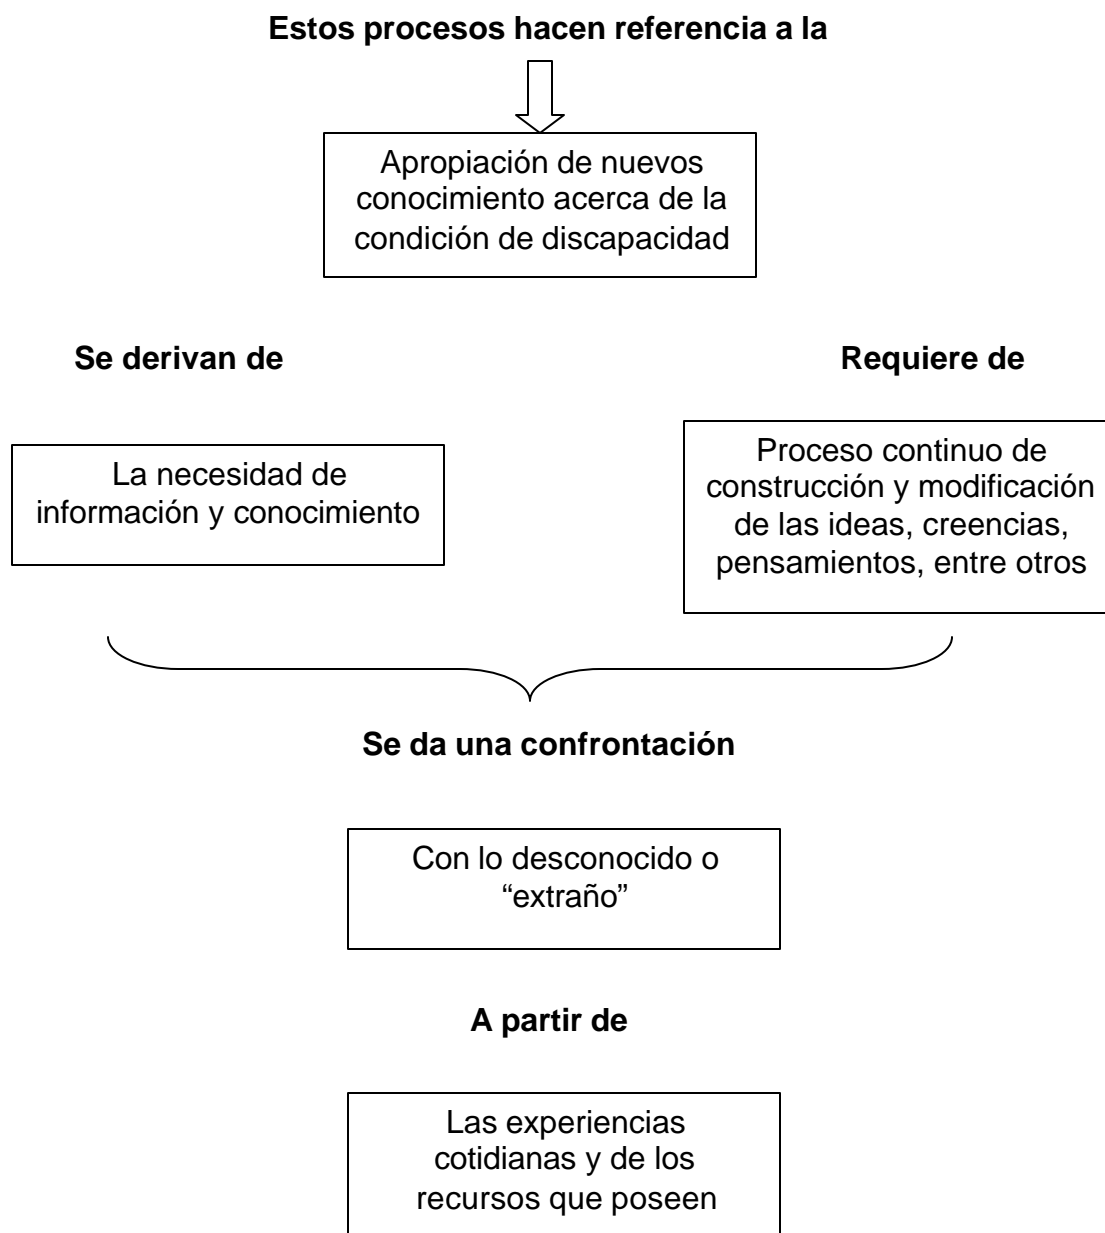 Estos procesos hacen referencia a la
Apropiación de nuevos
conocimiento acerca de la
condición de discapacidad
Se derivan de
Requiere de
La necesidad de
información y conocimiento
Proceso continuo de
construcción y modificación
de las ideas, creencias,
pensamientos, entre otros
Se da una confrontación
Con lo desconocido o
“extraño”
A partir de
Las experiencias
cotidianas y de los
recursos que poseen